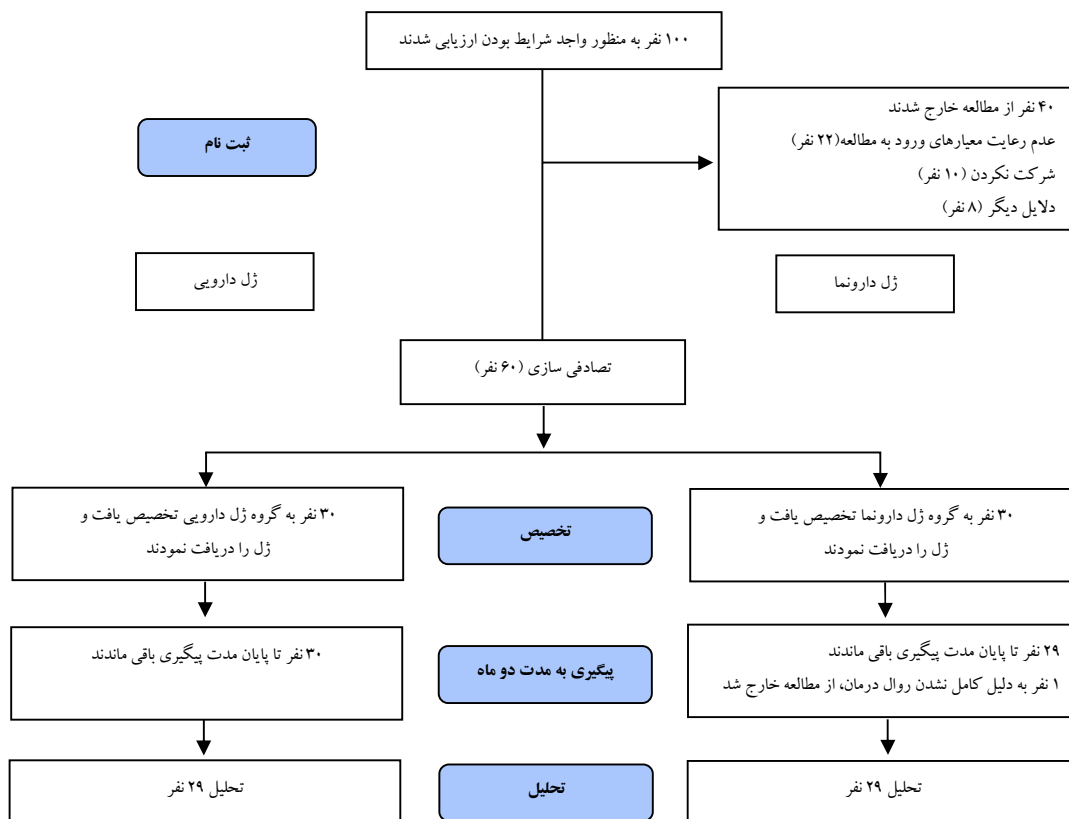 ۱۰۰ نفر به منظور واجد شرایط بودن ارزیابی شدند
۴۰ نفر از مطالعه خارج شدند
عدم رعایت معیارهای ورود به مطالعه(۲۲ نفر)
شرکت نکردن (۱۰ نفر)
دلایل دیگر (۸ نفر)
ثبت نام
ژل دارونما
ژل دارویی
تصادفی سازی (۶۰ نفر)
۳۰ نفر به گروه ژل دارونما تخصیص یافت و
ژل را دریافت نمودند
تخصیص
۳۰ نفر به گروه ژل دارویی تخصیص یافت و
ژل را دریافت نمودند
۲۹ نفر تا پایان مدت پیگیری باقی ماندند
۱ نفر به دلیل کامل نشدن روال درمان، از مطالعه خارج شد
پیگیری به مدت دو ماه
۳۰ نفر تا پایان مدت پیگیری باقی ماندند
تحلیل ۲۹ نفر
تحلیل
تحلیل ۲۹ نفر